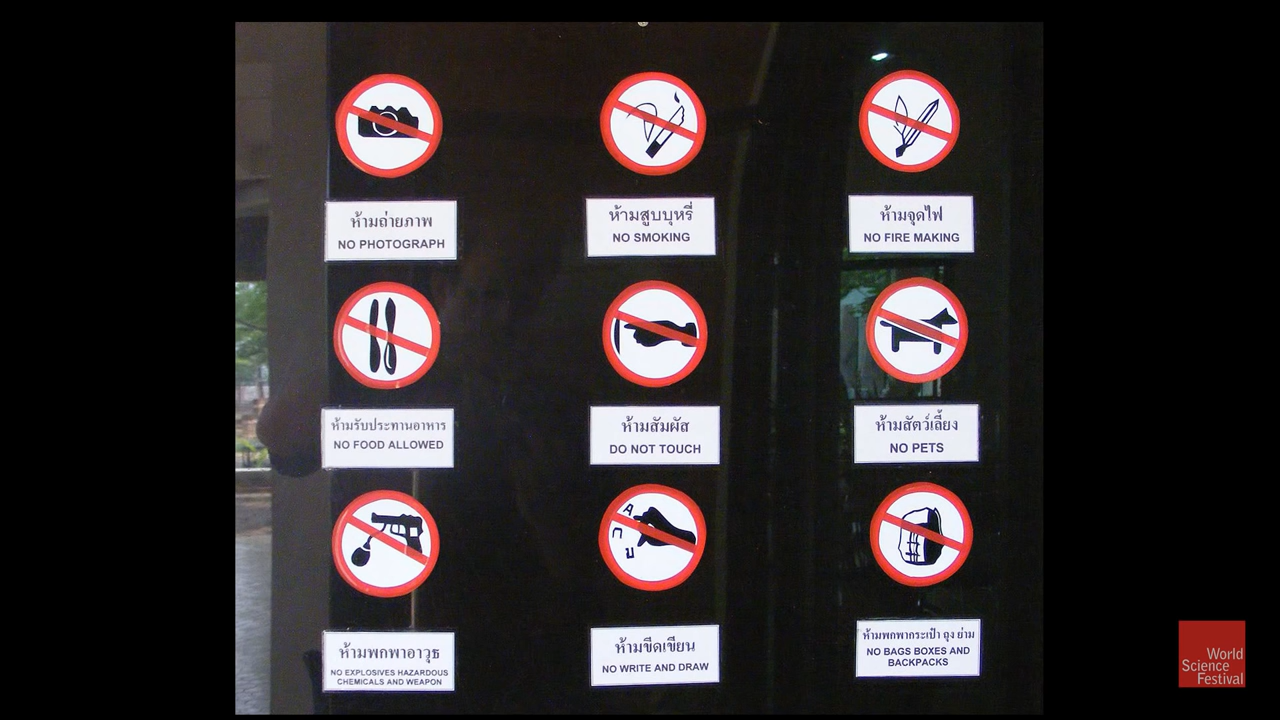 ห้ามถ่ายภาพ
NO PHOTOGRAPH
ห้ามสูบบุหรี่
NO SMOKING
ห้ามจุดไฟ
NO FIRE MAKING
ห้ามรับประทานอาหาร
NO FOOD ALLOWED
ห้ามสัมผัส
DO NOT TOUCH
ห้ามสัตว์เลี้ยง
NO PETS
A
ก
ข
ห้ามพกพาอาวุธ
NO EXPLOSIVES HAZARDOUS
CHEMICALS AND WEAPON
ห้ามขีดเขียน
NO WRITE AND DRAW
ห้ามพกพากระเป๋า ถุง ย่าม
NO BAGS BOXES AND
BACKPACKS
World
Science
Festival